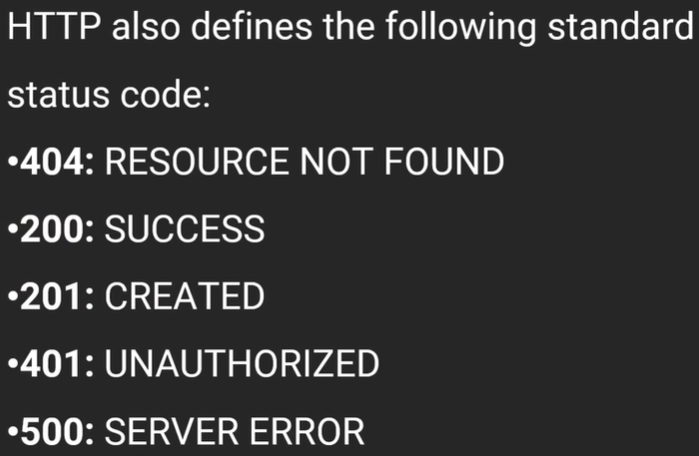 HTTP also defines the following standard
status code:
•404: RESOURCE NOT FOUND
•200: SUCCESS
•201: CREATED
•401: UNAUTHORIZED
•500: SERVER ERROR